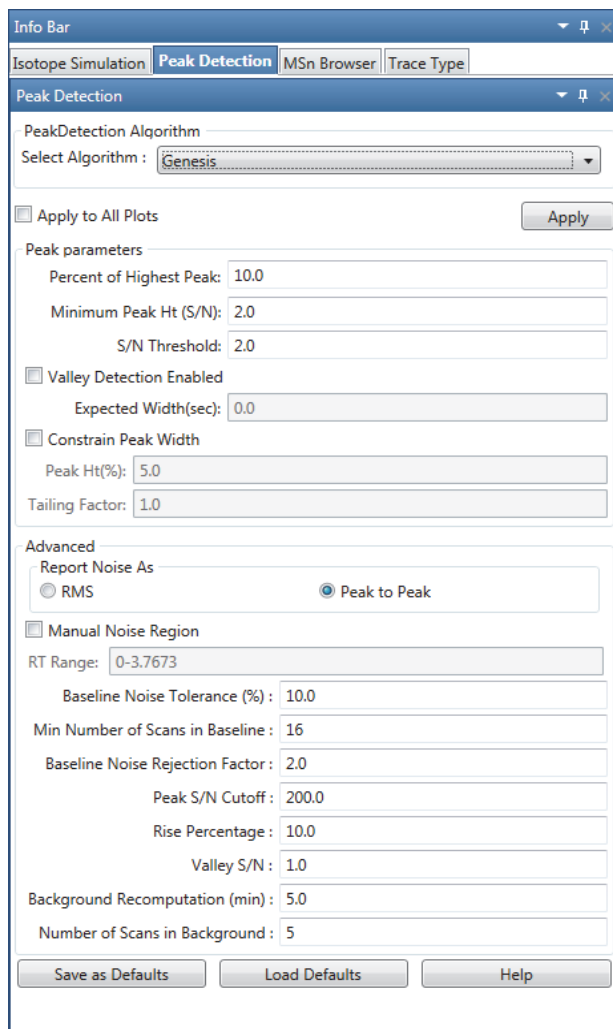 Info Bar
Isotope Simulation Peak Detection MSn Browser Trace Type
Peak Detection
PeakDetection Algorithm
Select Algorithm : Genesis
Apply to All Plots Apply
Peak parameters
Percent of Highest Peak: 10.0
Minimum Peak Ht (S/N): 2.0
S/N Threshold: 2.0
Valley Detection Enabled
Expected Width(sec): 0.0
Constrain Peak Width
Peak Ht(%): 5.0
Tailing Factor: 1.0
Advanced
Report Noise As
RMS Peak to Peak
Manual Noise Region
RT Range: 0-3.7673
Baseline Noise Tolerance (%) : 10.0
Min Number of Scans in Baseline : 16
Baseline Noise Rejection Factor : 2.0
Peak S/N Cutoff : 200.0
Rise Percentage : 10.0
Valley S/N : 1.0
Background Recomputation (min) : 5.0
Number of Scans in Background : 5
Save as Defaults Load Defaults Help